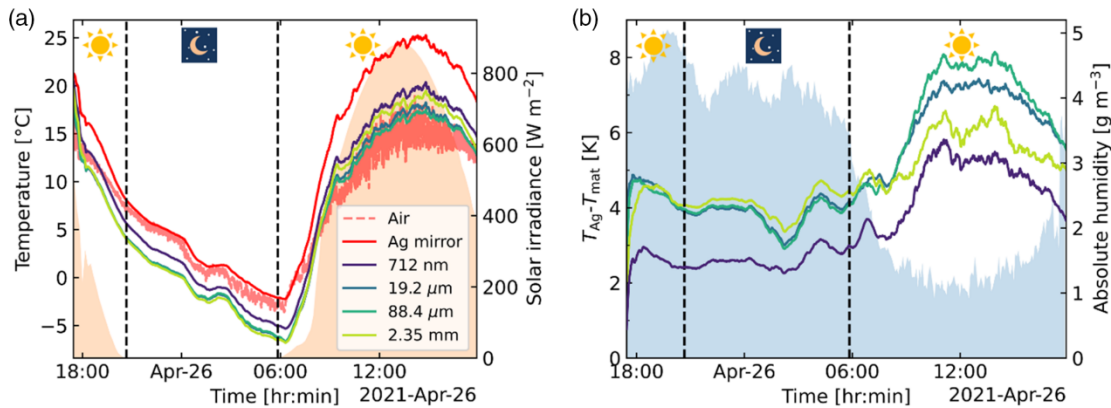 (a)
Temperature [°C]
25
20
15
10
5
0
−5
Air
Ag mirror
712 nm
19.2 μm
88.4 μm
2.35 mm
800
600
400
200
0
Solar irradiance [W m⁻²]
18:00 Apr-26 06:00 12:00
Time [hr:min] 2021-Apr-26
(b)
T_Ag-T_mat [K]
8
6
4
2
0
5
4
3
2
1
0
Absolute humidity [g m⁻³]
18:00 Apr-26 06:00 12:00
Time [hr:min] 2021-Apr-26